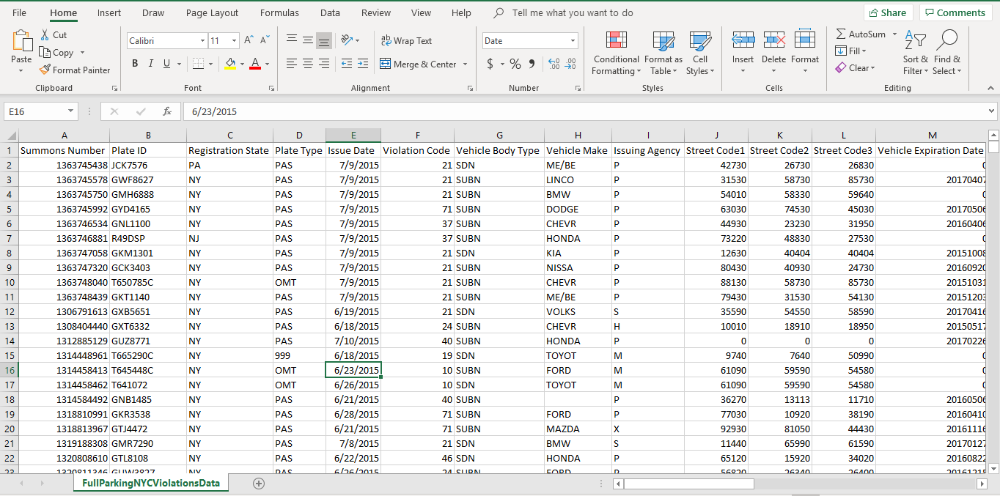 File Home Insert Draw Page Layout Formulas Data Review View Help Tell me what you want to do Share Comments
Paste Cut Copy Format Painter Clipboard
Calibri 11 A^ Aˇ B I U A Font
ab Wrap Text Merge & Center Alignment
Date $ % 9 .00 .00 Number
Conditional Formatting Format as Table Cell Styles Styles
Insert Delete Format Cells
AutoSum Fill Clear Sort & Filter Find & Select Editing
E16 fx 6/23/2015
A B C D E F G H I J K L M
1 Summons Number Plate ID Registration State Plate Type Issue Date Violation Code Vehicle Body Type Vehicle Make Issuing Agency Street Code1 Street Code2 Street Code3 Vehicle Expiration Date
2 1363745438 JCK7576 PA PAS 7/9/2015 21 SDN ME/BE P 42730 26730 26830
3 1363745578 GWF8627 NY PAS 7/9/2015 21 SUBN LINCO P 31530 58730 85730 20170407
4 1363745750 GMH6888 NY PAS 7/9/2015 21 SUBN BMW P 54010 58330 59640
5 1363745992 GYD4165 NY PAS 7/9/2015 71 SUBN DODGE P 63030 74530 45030 20170506
6 1363746534 GNL1100 NY PAS 7/9/2015 37 SUBN CHEVR P 44930 23230 31950 20160406
7 1363746881 R49DSP NJ PAS 7/9/2015 37 SUBN HONDA P 73220 48830 27530
8 1363747058 GKM1301 NY PAS 7/9/2015 21 SDN KIA P 12630 40404 40404 20151008
9 1363747320 GCK3403 NY PAS 7/9/2015 21 SUBN NISSA P 80430 40930 24730 20160920
10 1363748040 T650785C NY OMT 7/9/2015 21 SUBN CHEVR P 88130 58730 85730 20151031
11 1363748439 GKT1140 NY PAS 7/9/2015 21 SUBN ME/BE P 79430 31530 54130 20151203
12 1306791613 GXB5651 NY PAS 6/19/2015 21 SDN VOLKS S 35590 54550 58590 20170416
13 1308404440 GXT6332 NY PAS 6/18/2015 24 SUBN CHEVR H 10010 18910 18950 20150517
14 1312885129 GUZ8771 NY PAS 7/10/2015 40 SUBN HONDA P 0 0 0 20170226
15 1314448961 T665290C NY 999 6/18/2015 19 SDN TOYOT M 9740 7640 50990
16 1314458413 T645448C NY OMT 6/23/2015 10 SUBN FORD M 61090 59590 54580
17 1314458462 T641072 NY OMT 6/26/2015 10 SDN TOYOT M 61090 59590 54580
18 1314584492 GNB1485 NY PAS 6/21/2015 40 SUBN P 36270 13113 11710 20160506
19 1318810991 GKR3538 NY PAS 6/28/2015 71 SUBN FORD P 77030 10920 38190 20160410
20 1318813967 GTJ4472 NY PAS 6/21/2015 71 SUBN MAZDA X 92930 81050 44430 20161116
21 1319188308 GMR7290 NY PAS 7/8/2015 21 SDN BMW S 11440 65990 61590 20170127
22 1320808610 GTL8108 NY PAS 6/22/2015 46 SDN HONDA P 65120 15920 34020 20160822
FullParkingNYCViolationsData